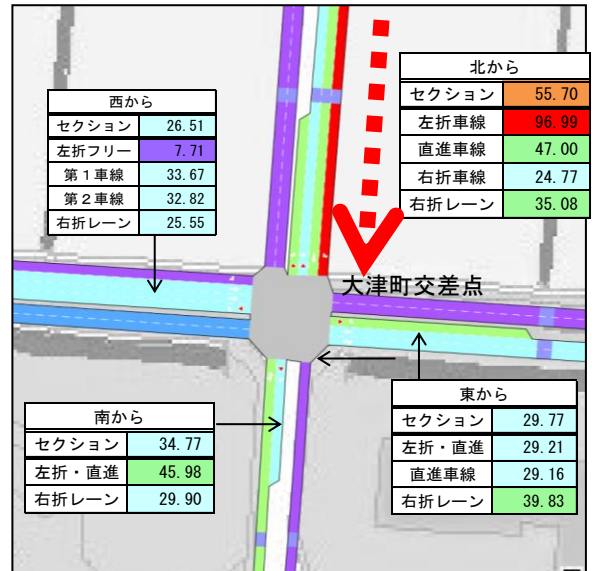 北から
セクション 55.70
左折車線 96.99
直進車線 47.00
右折車線 24.77
右折レーン 35.08
西から
セクション 26.51
左折フリー 7.71
第1車線 33.67
第2車線 32.82
右折レーン 25.55
大津町交差点
南から
セクション 34.77
左折・直進 45.98
右折レーン 29.90
東から
セクション 29.77
左折・直進 29.21
直進車線 29.16
右折レーン 39.83